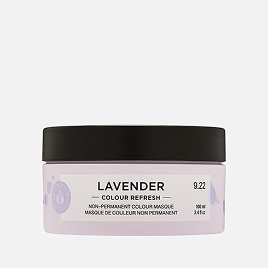 LAVENDER
9.22
COLOUR REFRESH
NON-PERMANENT COLOUR MASQUE
MASQUE DE COULEUR NON PERMANENT
100 ml
3.4 fl.oz